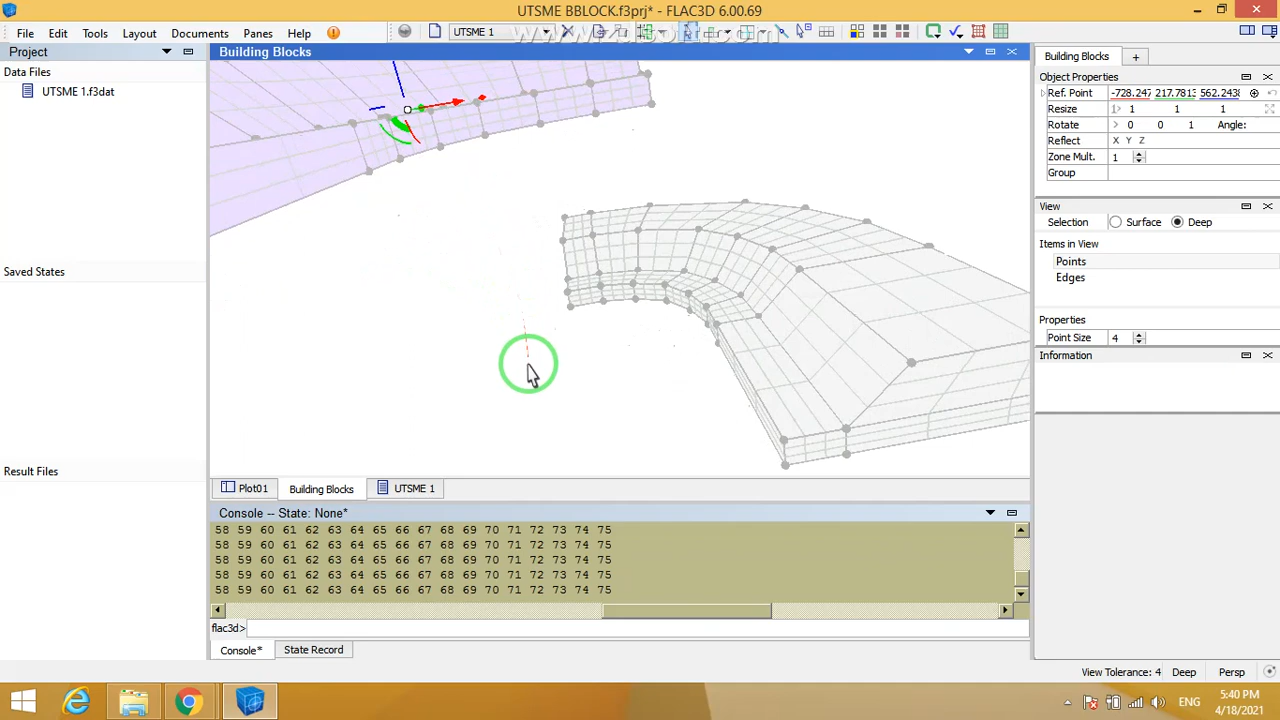 UTSME BBLOCK.f3prj* - FLAC3D 6.00.69
File Edit Tools Layout Documents Panes Help
UTSME 1
Project
Data Files
UTSME 1.f3dat
Saved States
Result Files
Building Blocks
Plot01
Building Blocks
UTSME 1
Console -- State: None*
58 59 60 61 62 63 64 65 66 67 68 69 70 71 72 73 74 75
58 59 60 61 62 63 64 65 66 67 68 69 70 71 72 73 74 75
58 59 60 61 62 63 64 65 66 67 68 69 70 71 72 73 74 75
58 59 60 61 62 63 64 65 66 67 68 69 70 71 72 73 74 75
58 59 60 61 62 63 64 65 66 67 68 69 70 71 72 73 74 75
flac3d>
Console*
State Record
Building Blocks
+
Object Properties
Ref. Point -728.247 217.781 562.243
Resize 1 1 1
Rotate 0 0 1 Angle:
Reflect X Y Z
Zone Mult. 1
Group
View
Selection Surface Deep
Items in View
Points
Edges
Properties
Point Size 4
Information
View Tolerance: 4 Deep Persp
ENG
5:40 PM
4/18/2021